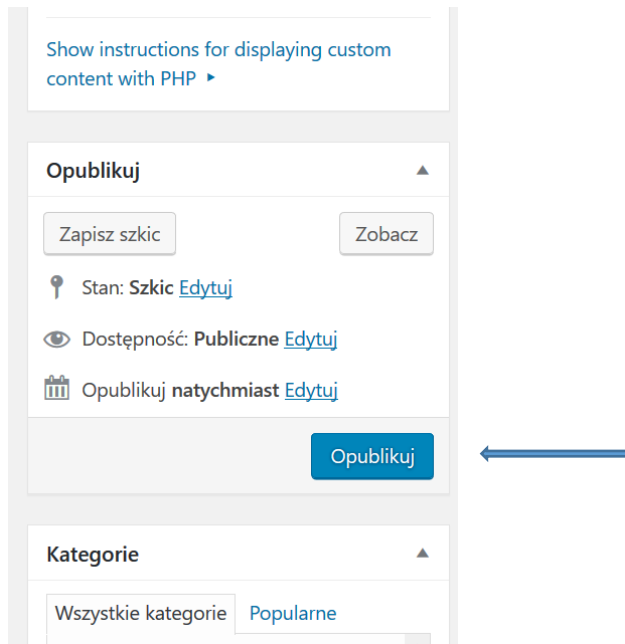 Show instructions for displaying custom
content with PHP ▸
Opublikuj
Zapisz szkic Zobacz
Stan: Szkic Edytuj
Dostępność: Publiczne Edytuj
Opublikuj natychmiast Edytuj
Opublikuj
Kategorie
Wszystkie kategorie Popularne